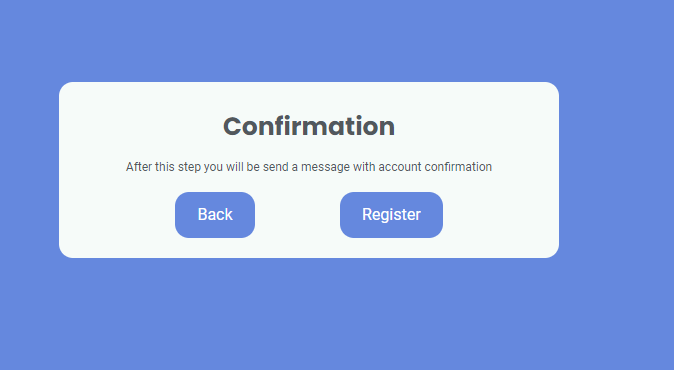 Confirmation
After this step you will be send a message with account confirmation
Back Register